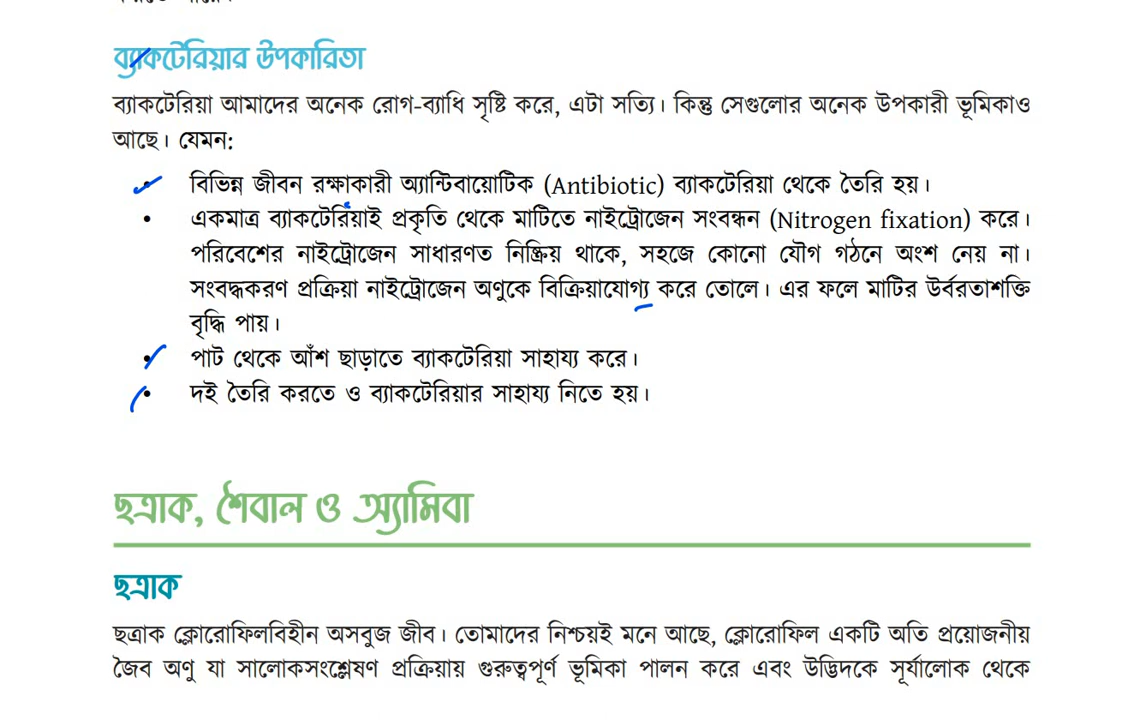 ব্যাকটেরিয়ার উপকারিতা
ব্যাকটেরিয়া আমাদের অনেক রোগ-ব্যাধি সৃষ্টি করে, এটা সত্যি। কিন্তু সেগুলোর অনেক উপকারী ভূমিকাও
আছে। যেমন:
• বিভিন্ন জীবন রক্ষাকারী অ্যান্টিবায়োটিক (Antibiotic) ব্যাকটেরিয়া থেকে তৈরি হয়।
• একমাত্র ব্যাকটেরিয়াই প্রকৃতি থেকে মাটিতে নাইট্রোজেন সংবন্ধন (Nitrogen fixation) করে।
পরিবেশের নাইট্রোজেন সাধারণত নিষ্ক্রিয় থাকে, সহজে কোনো যৌগ গঠনে অংশ নেয় না।
সংবদ্ধকরণ প্রক্রিয়া নাইট্রোজেন অণুকে বিক্রিয়াযোগ্য করে তোলে। এর ফলে মাটির উর্বরতাশক্তি
বৃদ্ধি পায়।
• পাট থেকে আঁশ ছাড়াতে ব্যাকটেরিয়া সাহায্য করে।
• দই তৈরি করতে ও ব্যাকটেরিয়ার সাহায্য নিতে হয়।
ছত্রাক, শৈবাল ও অ্যামিবা
ছত্রাক
ছত্রাক ক্লোরোফিলবিহীন অসবুজ জীব। তোমাদের নিশ্চয়ই মনে আছে, ক্লোরোফিল একটি অতি প্রয়োজনীয়
জৈব অণু যা সালোকসংশ্লেষণ প্রক্রিয়ায় গুরুত্বপূর্ণ ভূমিকা পালন করে এবং উদ্ভিদকে সূর্যালোক থেকে